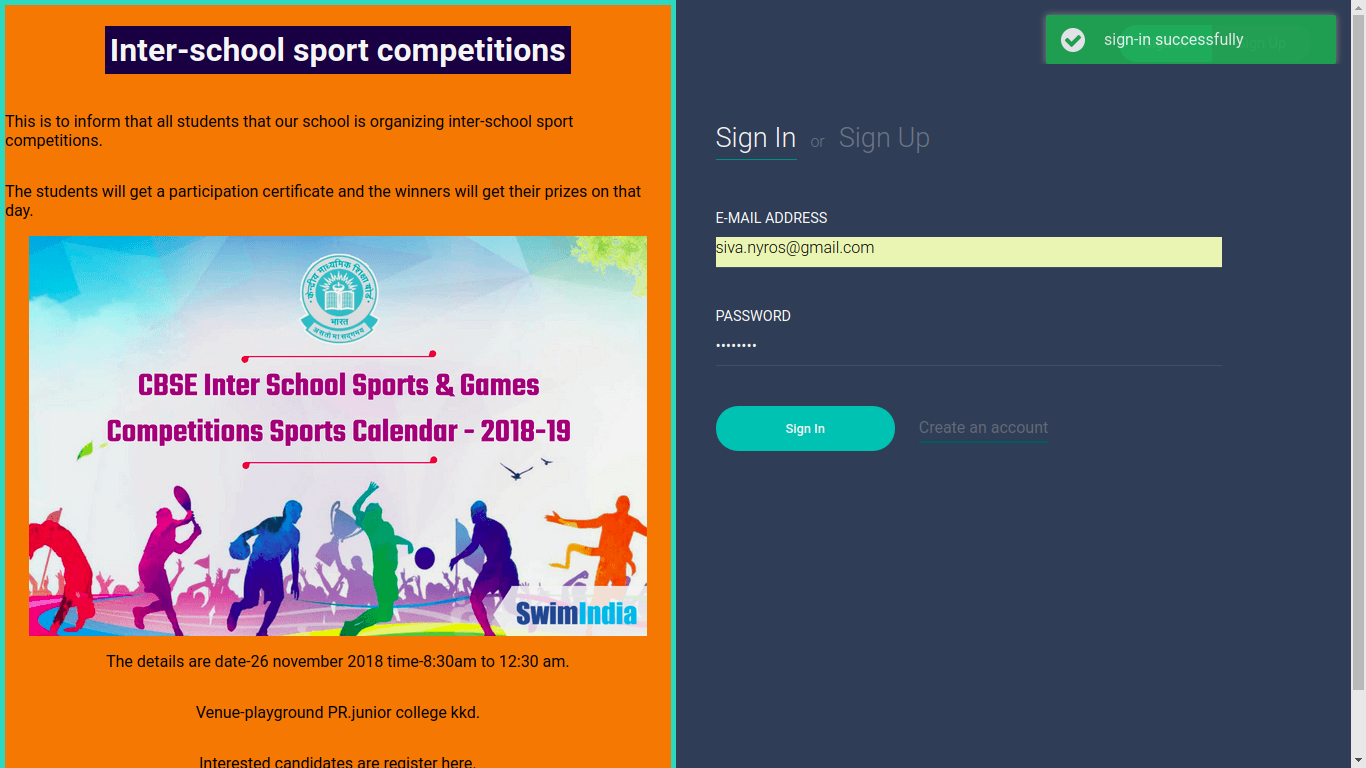 Inter-school sport competitions
This is to inform that all students that our school is organizing inter-school sport
competitions.
The students will get a participation certificate and the winners will get their prizes on that
day.
केन्द्रीय माध्यमिक शिक्षा बोर्ड
भारत
असतो मा सद्गमय
CBSE Inter School Sports & Games
Competitions Sports Calendar - 2018-19
SwimIndia
The details are date-26 november 2018 time-8:30am to 12:30 am.
Venue-playground PR.junior college kkd.
Interested candidates are register here.
sign-in successfully
Up
Sign In or Sign Up
E-MAIL ADDRESS
siva.nyros@gmail.com
PASSWORD
••••••••
Sign In Create an account